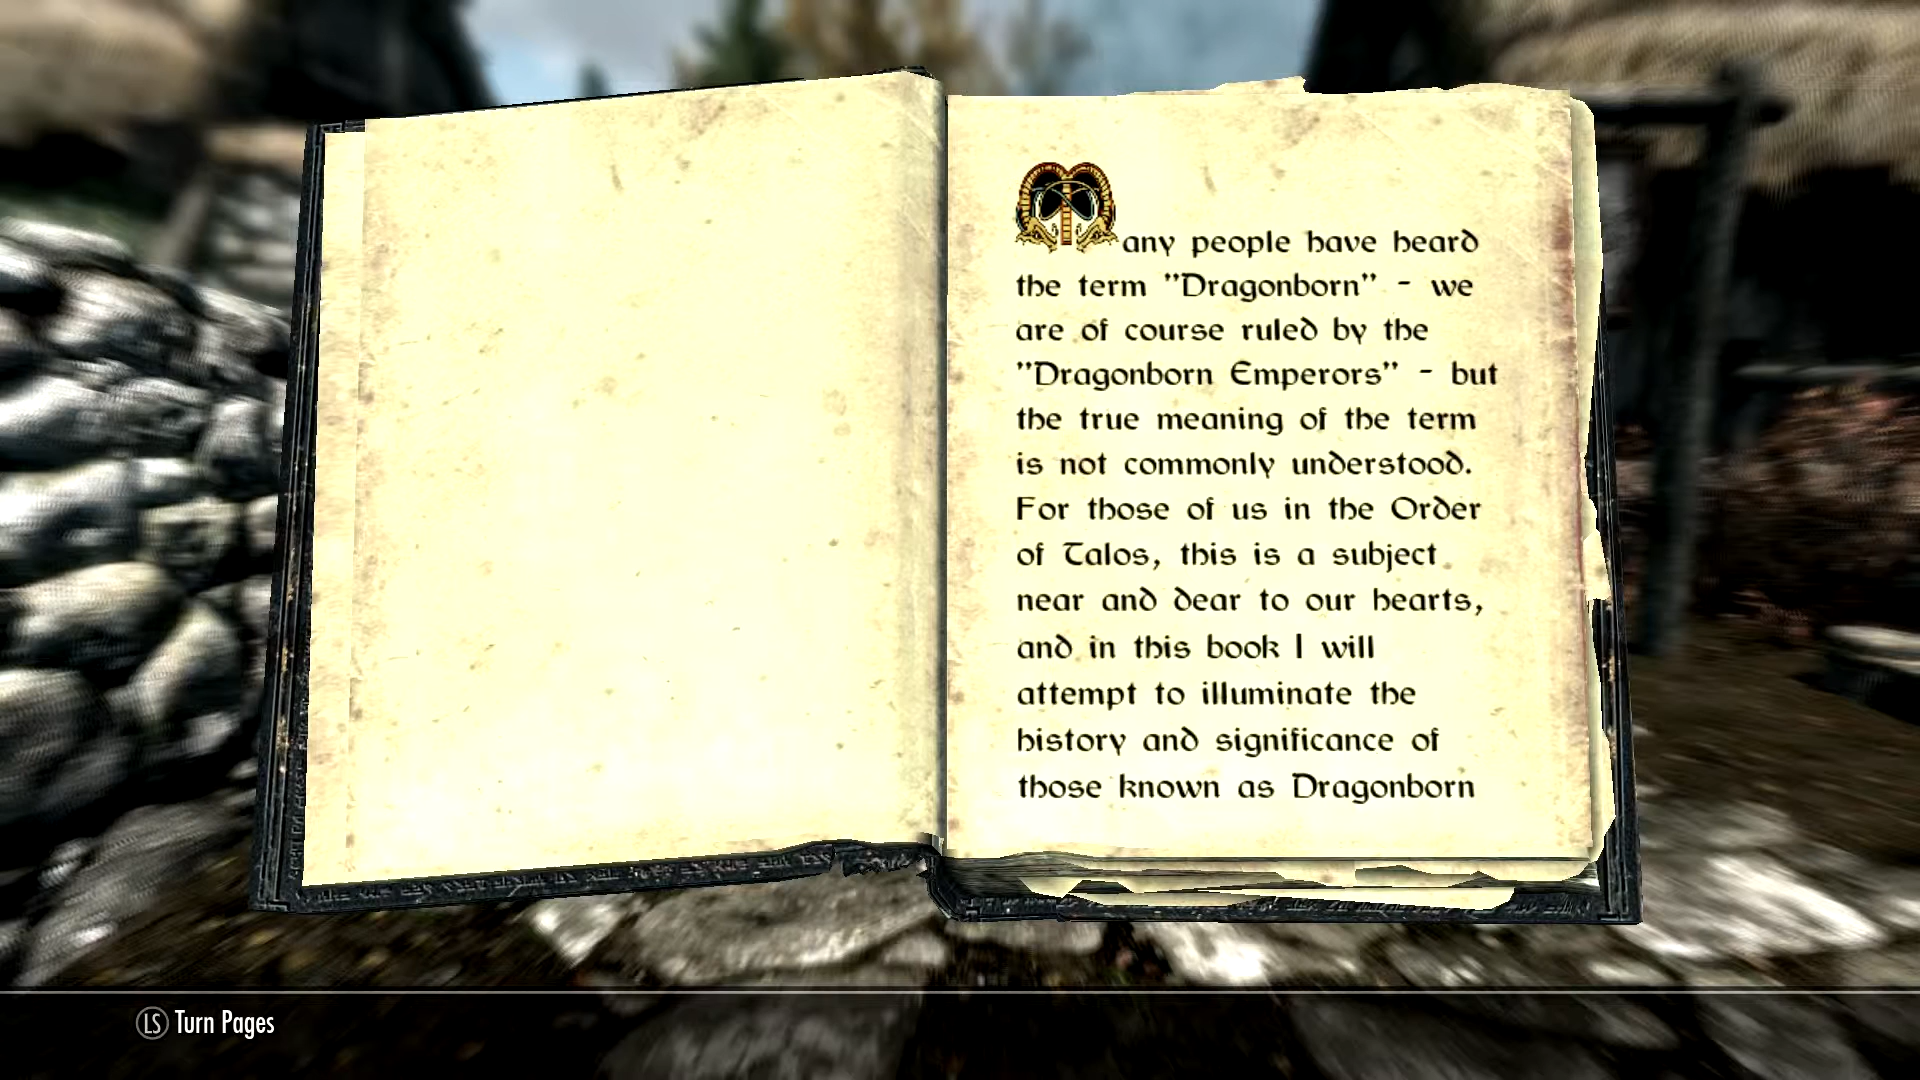 Many people have heard
the term "Dragonborn" - we
are of course ruled by the
"Dragonborn Emperors" - but
the true meaning of the term
is not commonly understood.
For those of us in the Order
of Talos, this is a subject
near and dear to our hearts,
and in this book I will
attempt to illuminate the
history and significance of
those known as Dragonborn
LS Turn Pages